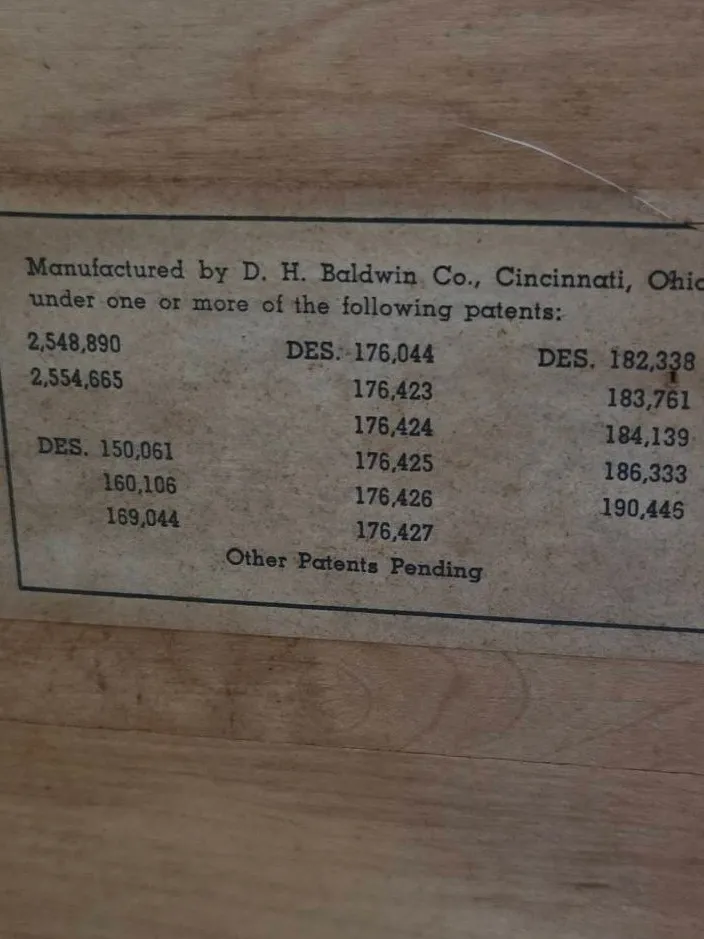 Manufactured by D. H. Baldwin Co., Cincinnati, Ohio
under one or more of the following patents:
2,548,890 DES. 176,044 DES. 182,338
2,554,665 176,423 183,761
176,424 184,139
DES. 150,061 176,425 186,333
160,106 176,426 190,446
169,044 176,427
Other Patents Pending